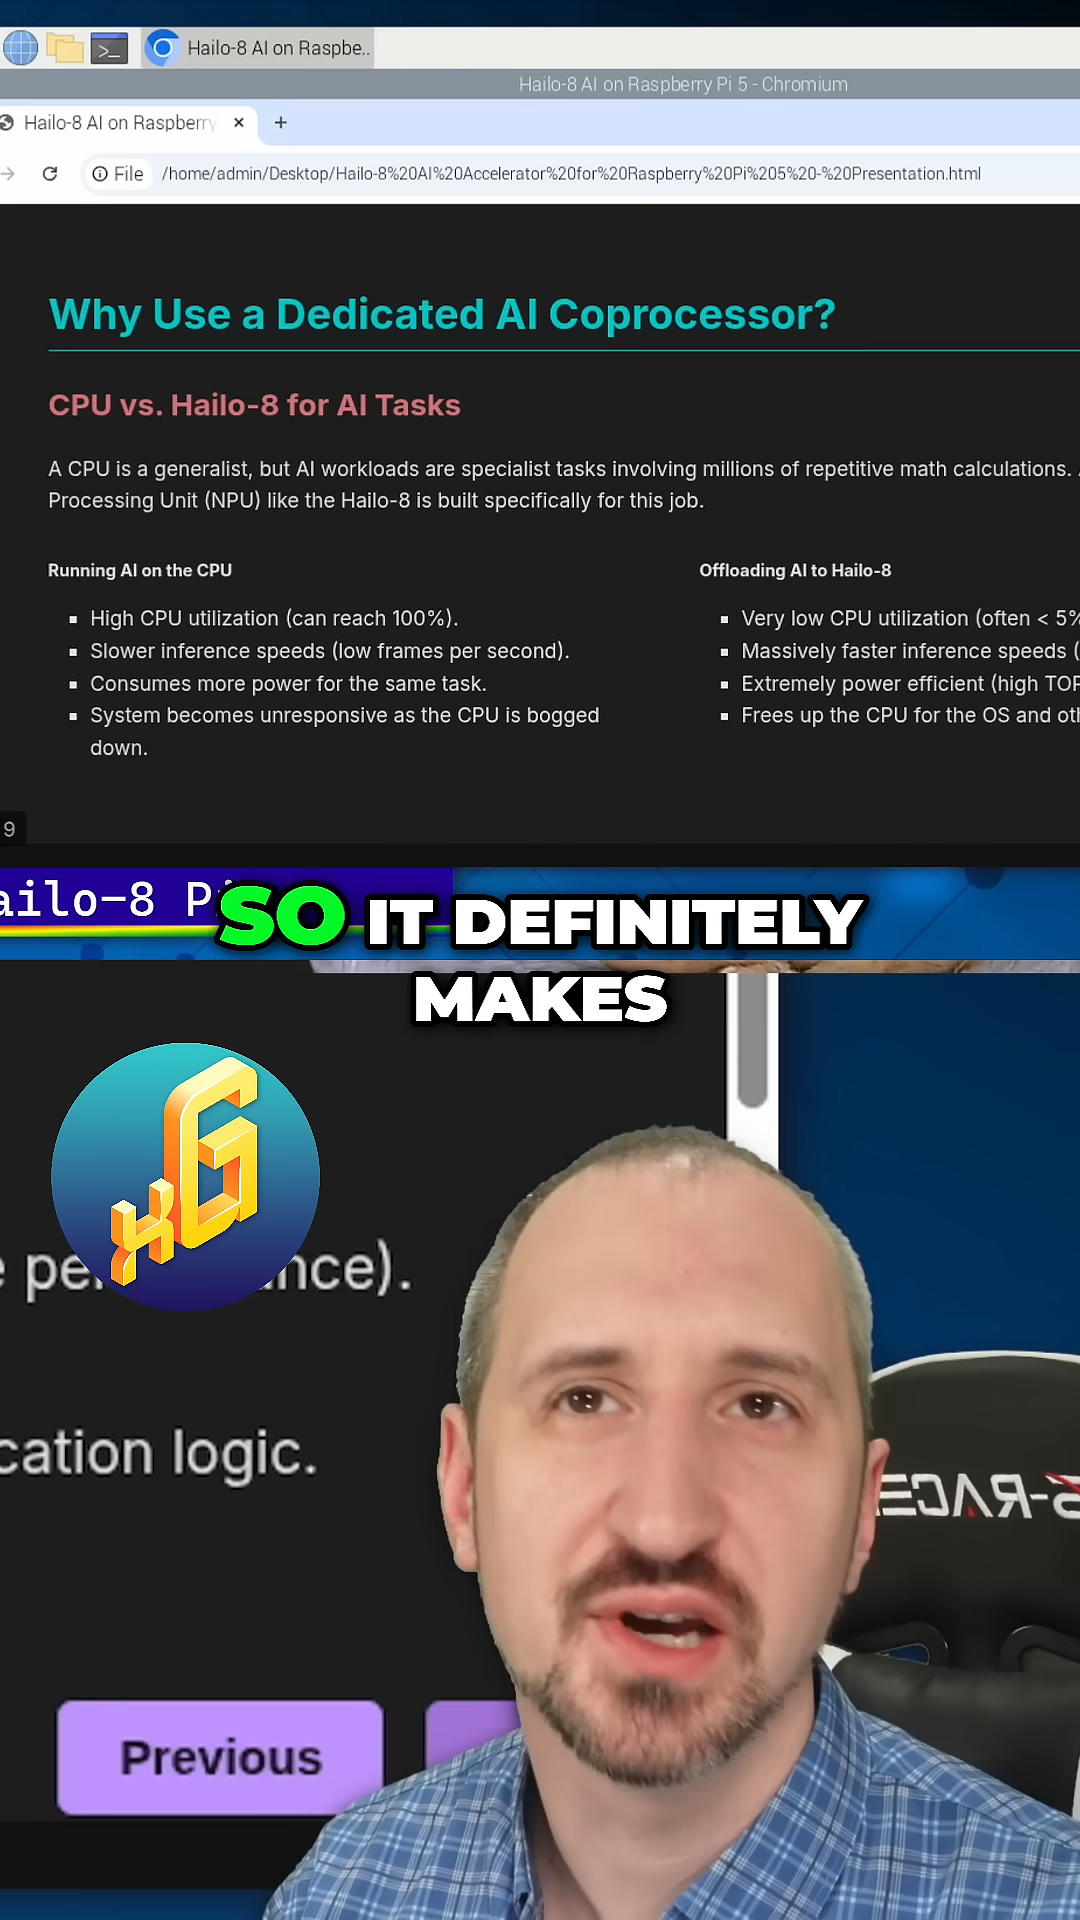 Hailo-8 AI on Raspbe..
Hailo-8 AI on Raspberry Pi 5 - Chromium
Hailo-8 AI on Raspberry
File /home/admin/Desktop/Hailo-8%20AI%20Accelerator%20for%20Raspberry%20Pi%205%20-%20Presentation.html
Why Use a Dedicated AI Coprocessor?
CPU vs. Hailo-8 for AI Tasks
A CPU is a generalist, but AI workloads are specialist tasks involving millions of repetitive math calculations.
Processing Unit (NPU) like the Hailo-8 is built specifically for this job.
Running AI on the CPU
High CPU utilization (can reach 100%).
Slower inference speeds (low frames per second).
Consumes more power for the same task.
System becomes unresponsive as the CPU is bogged
down.
Offloading AI to Hailo-8
Very low CPU utilization (often < 5%
Massively faster inference speeds (
Extremely power efficient (high TOP
Frees up the CPU for the OS and oth
9
ailo-8 P
SO IT DEFINITELY
MAKES
xG
nce).
cation logic.
Previous